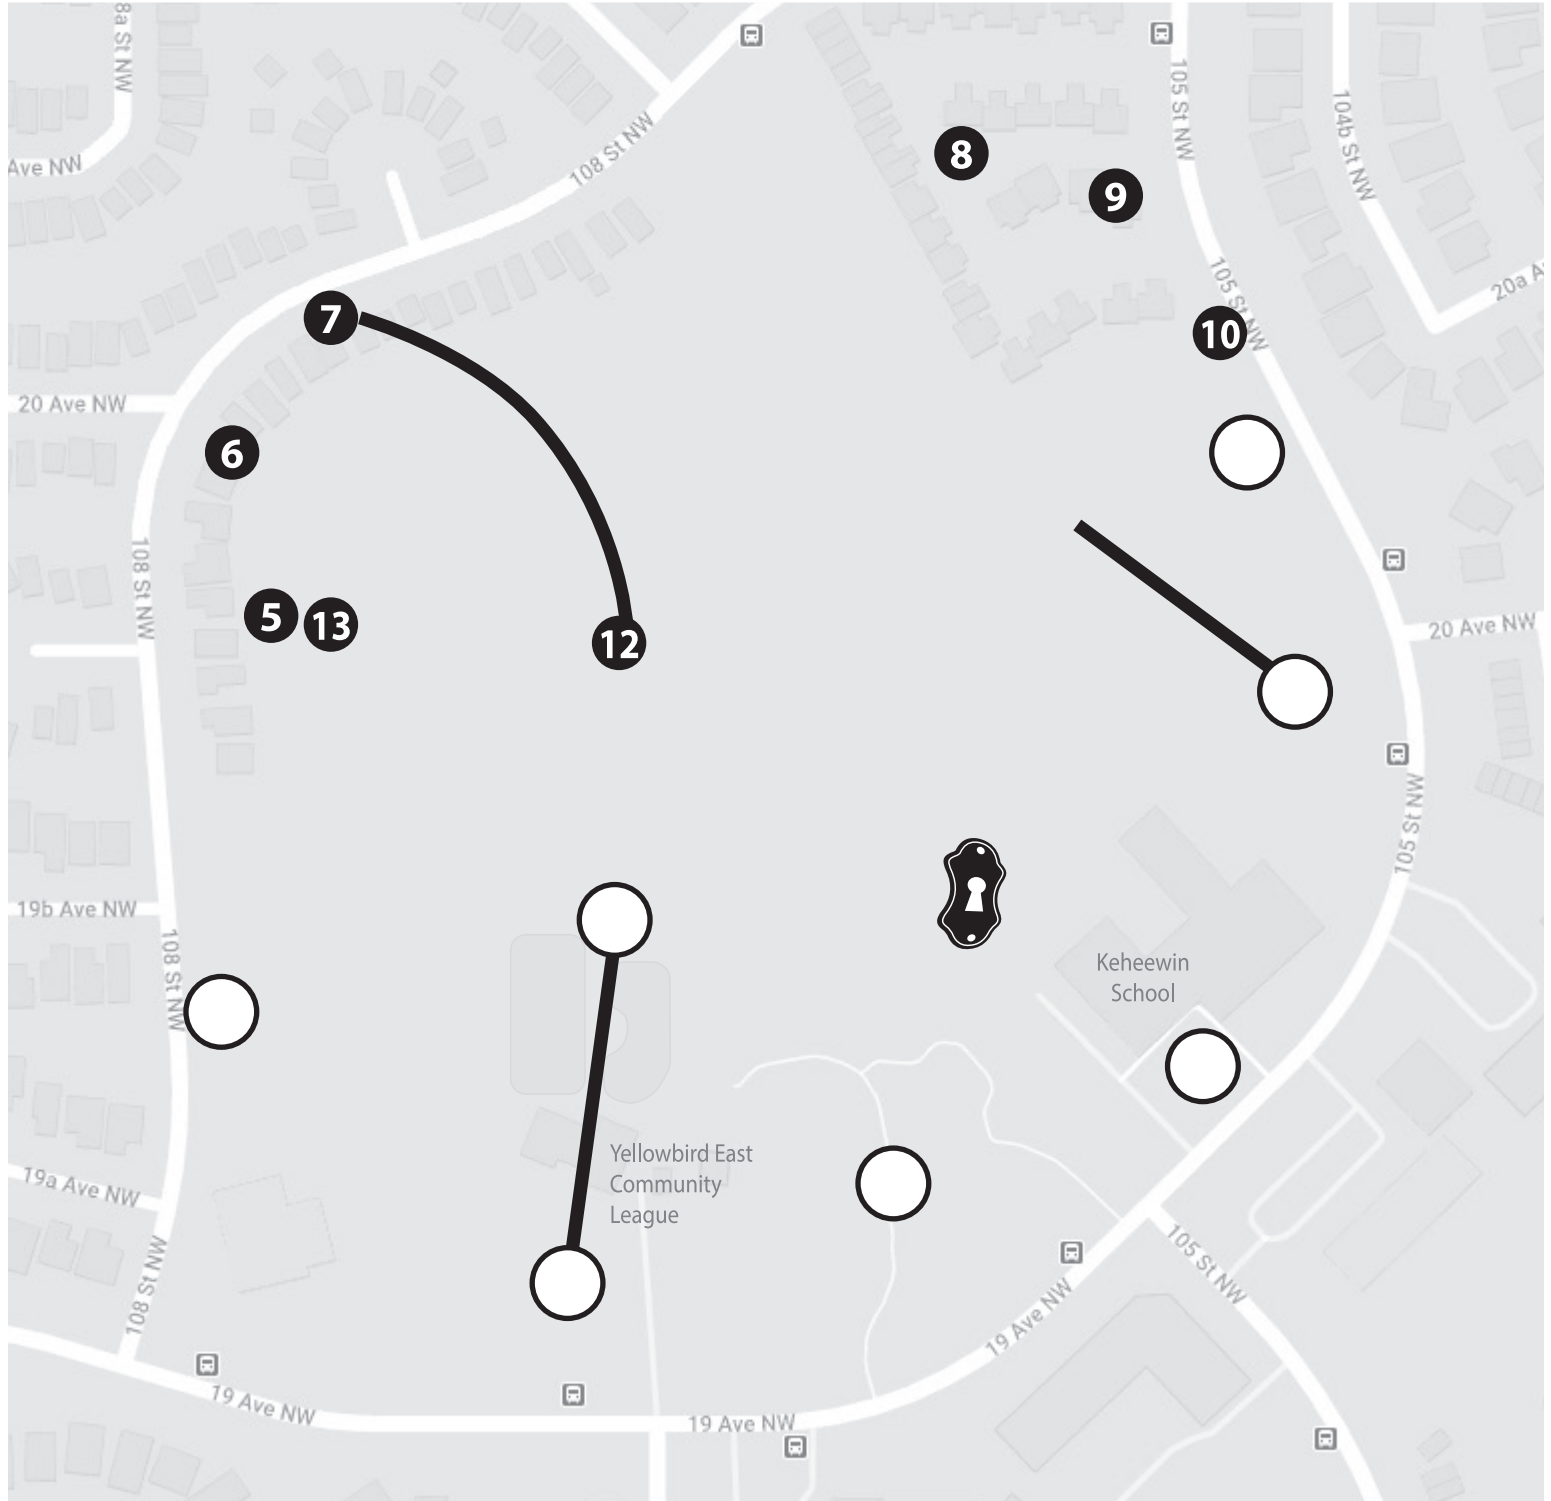 8a St NW
Ave NW
108 St NW
105 St NW
104b St NW
8
9
20a A
105 St NW
7
10
20 Ave NW
6
108 St NW
5
13
12
20 Ave NW
105 St NW
19b Ave NW
108 St NW
Keheewin
School
Yellowbird East
Community
League
19a Ave NW
108 St NW
105 St NW
19 Ave NW
19 Ave NW
19 Ave NW